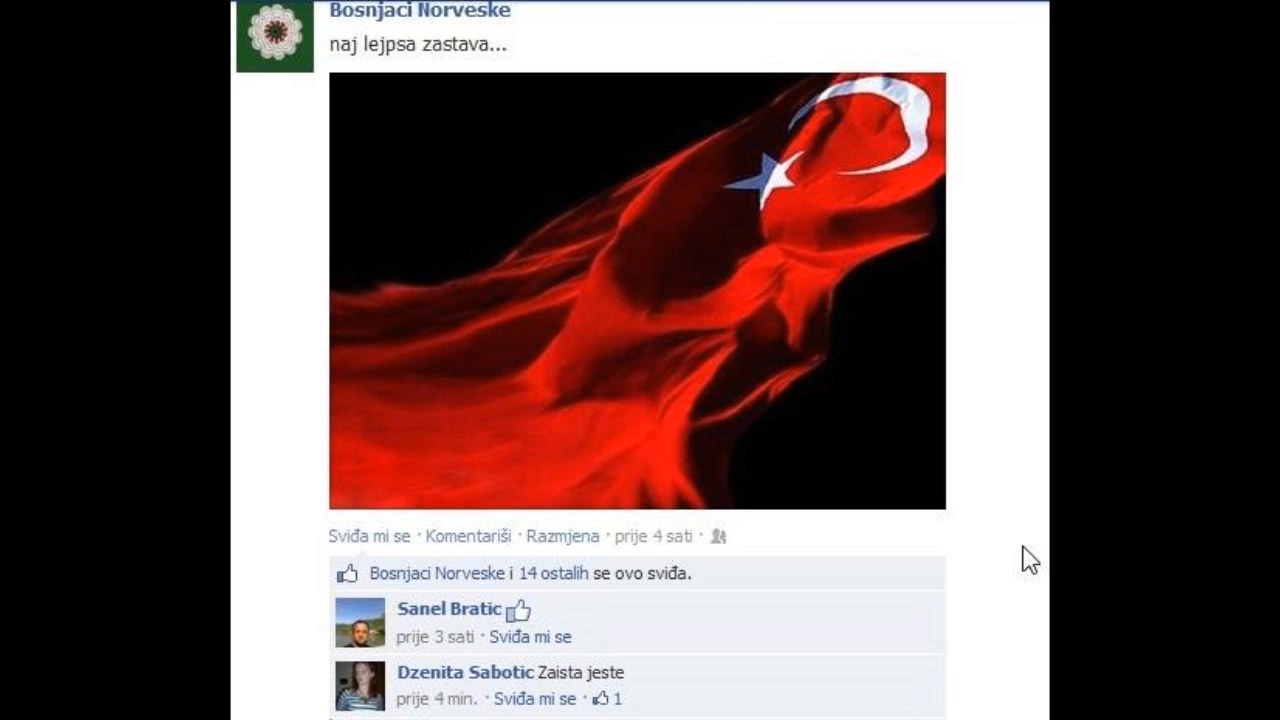 Bosnjaci Norveske
naj lejpsa zastava...
Sviđa mi se · Komentariši · Razmjena · prije 4 sati ·
Bosnjaci Norveske i 14 ostalih se ovo sviđa.
Sanel Bratic
prije 3 sati · Sviđa mi se
Dzenita Sabotic Zaista jeste
prije 4 min. · Sviđa mi se · 1